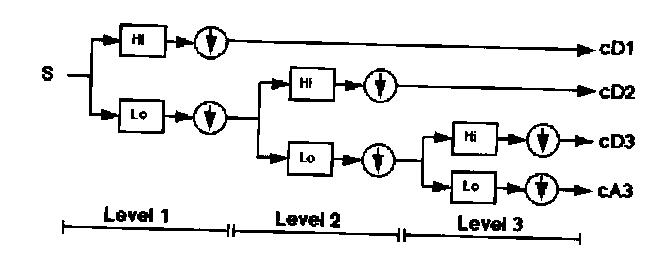 Hi
cD1
S
Hi
cD2
Lo
Hi
cD3
Lo
Lo
cA3
Level 1
Level 2
Level 3